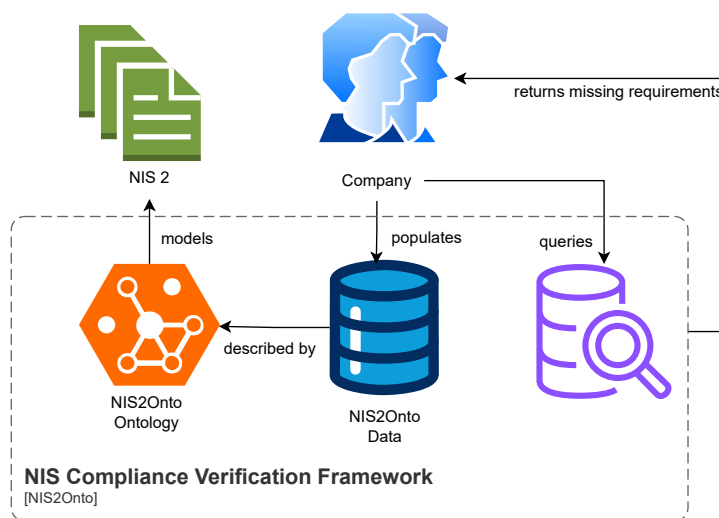 returns missing requirements
NIS 2
Company
models
populates
queries
described by
NIS2Onto
Ontology
NIS2Onto
Data
NIS Compliance Verification Framework
[NIS2Onto]